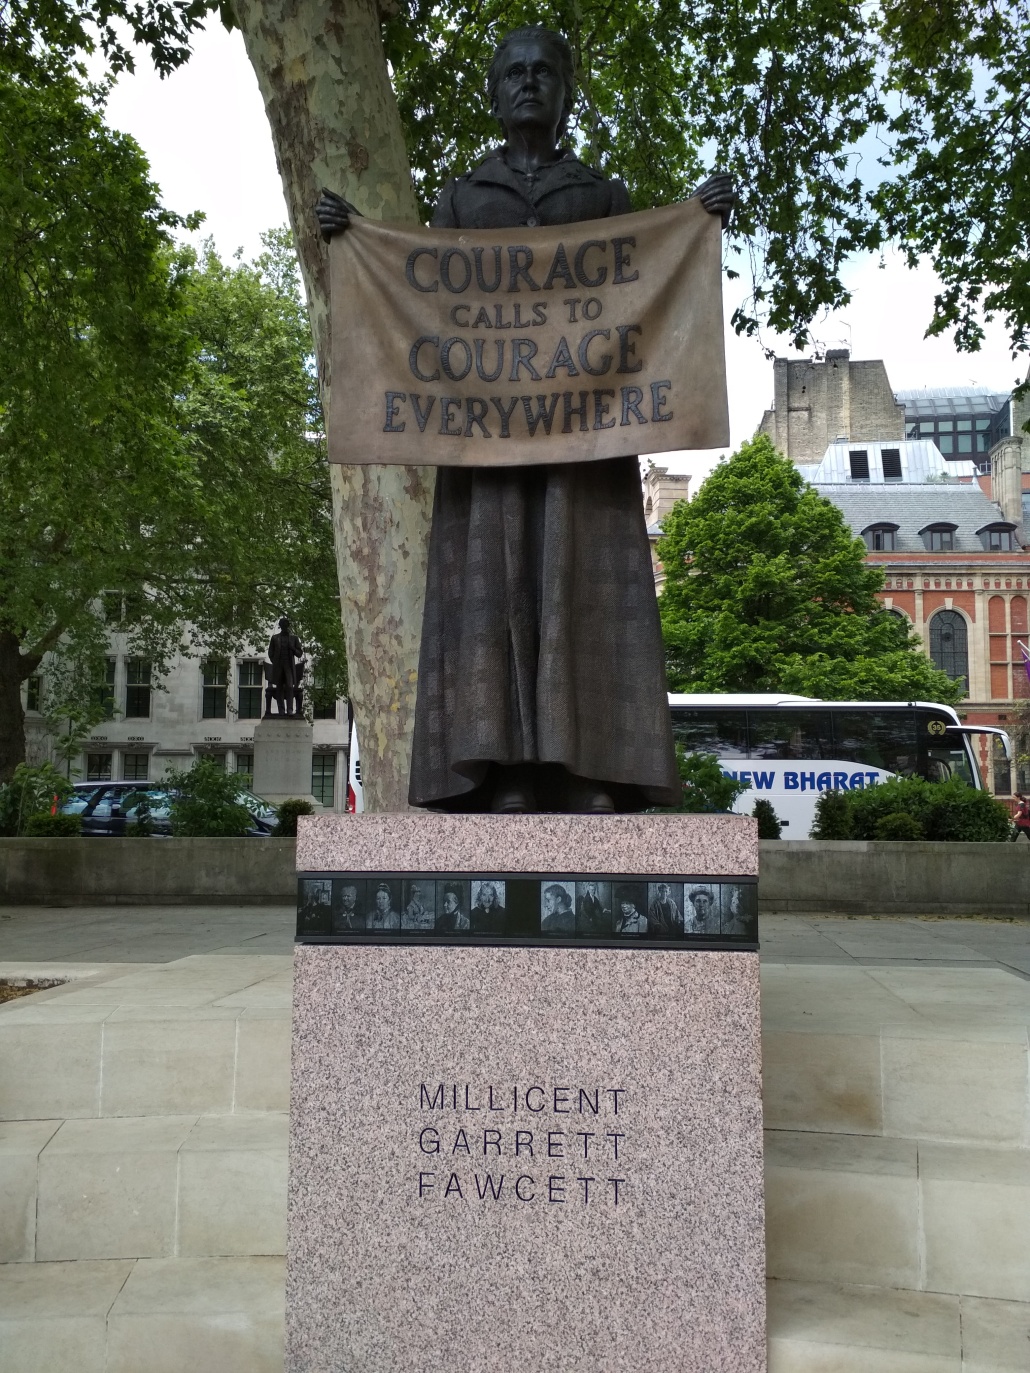 COURAGE
CALLS TO
COURAGE
EVERYWHERE
NEW BHARAT
MILLICENT
GARRETT
FAWCETT